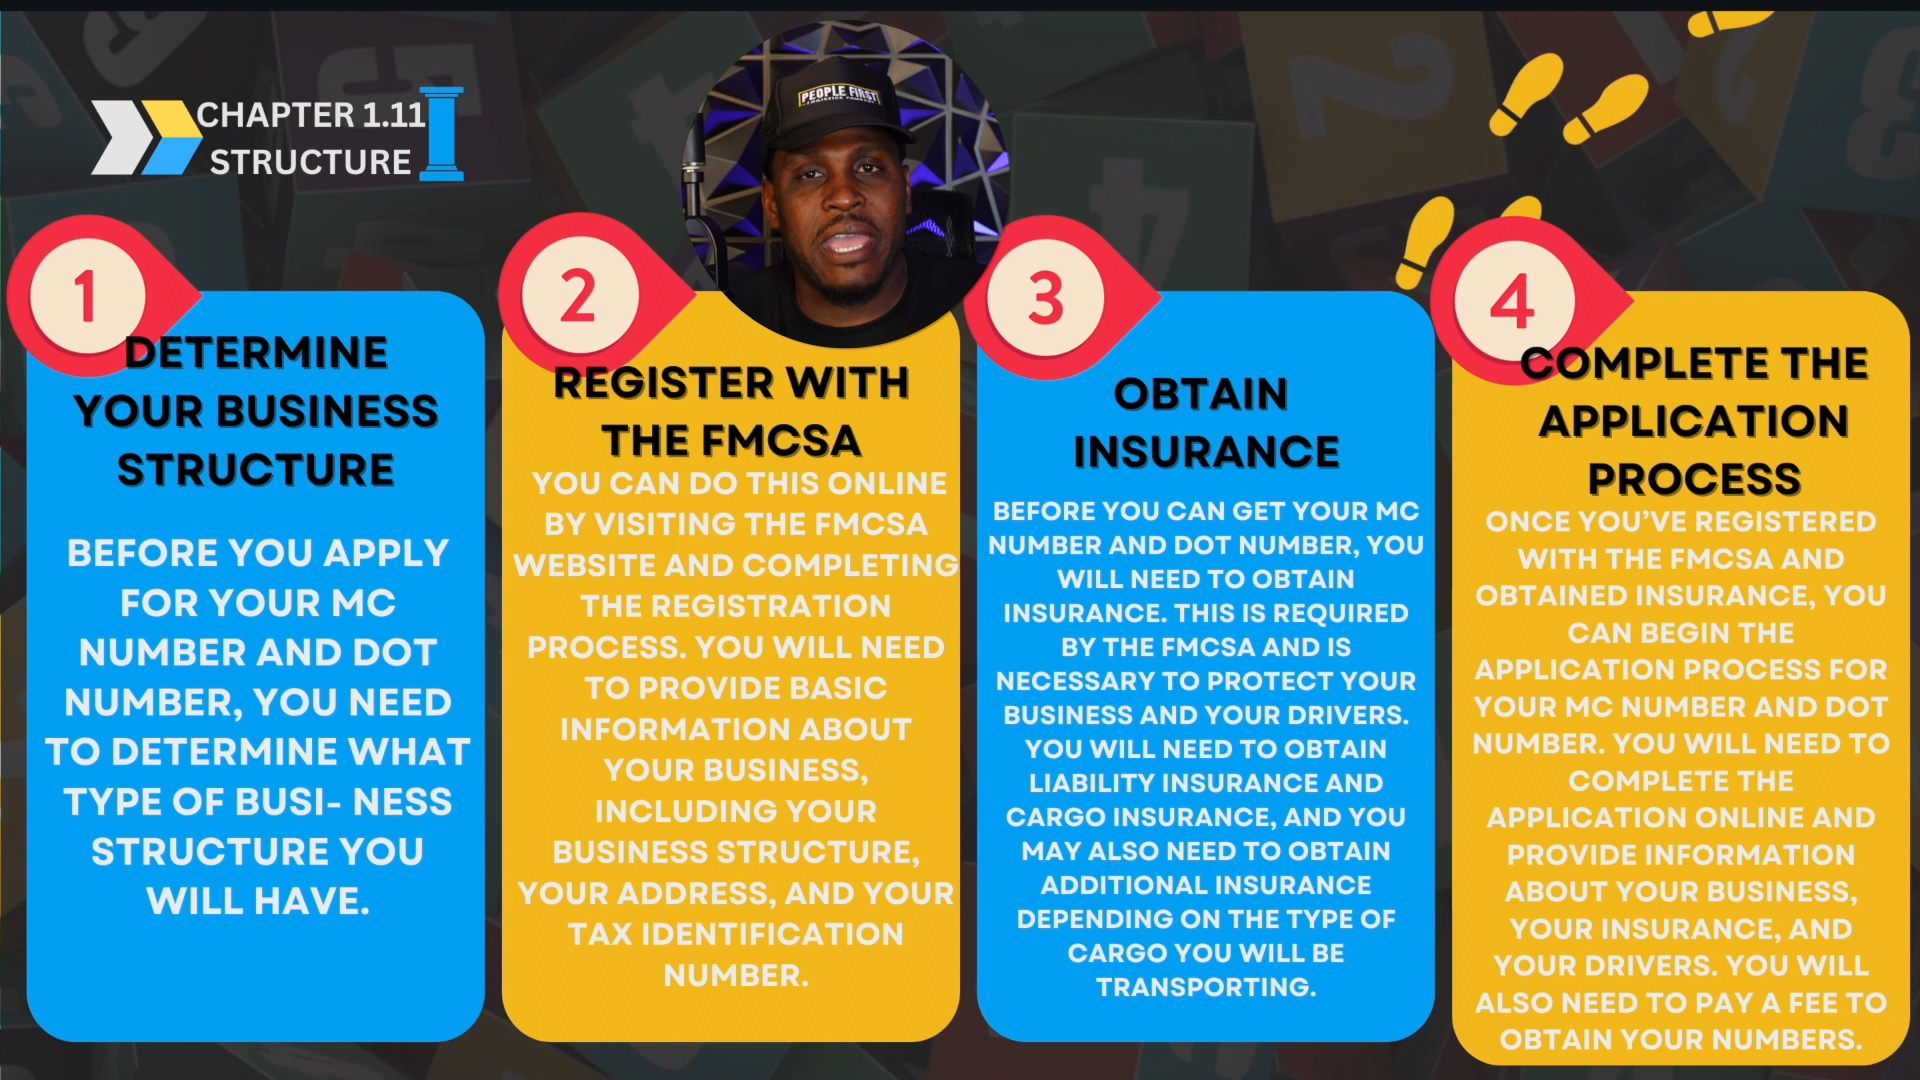 CHAPTER 1.11
STRUCTURE
PEOPLE FIRST
1
DETERMINE
YOUR BUSINESS
STRUCTURE
BEFORE YOU APPLY
FOR YOUR MC
NUMBER AND DOT
NUMBER, YOU NEED
TO DETERMINE WHAT
TYPE OF BUSI- NESS
STRUCTURE YOU
WILL HAVE.
2
REGISTER WITH
THE FMCSA
YOU CAN DO THIS ONLINE
BY VISITING THE FMCSA
WEBSITE AND COMPLETING
THE REGISTRATION
PROCESS. YOU WILL NEED
TO PROVIDE BASIC
INFORMATION ABOUT
YOUR BUSINESS,
INCLUDING YOUR
BUSINESS STRUCTURE,
YOUR ADDRESS, AND YOUR
TAX IDENTIFICATION
NUMBER.
3
OBTAIN
INSURANCE
BEFORE YOU CAN GET YOUR MC
NUMBER AND DOT NUMBER, YOU
WILL NEED TO OBTAIN
INSURANCE. THIS IS REQUIRED
BY THE FMCSA AND IS
NECESSARY TO PROTECT YOUR
BUSINESS AND YOUR DRIVERS.
YOU WILL NEED TO OBTAIN
LIABILITY INSURANCE AND
CARGO INSURANCE, AND YOU
MAY ALSO NEED TO OBTAIN
ADDITIONAL INSURANCE
DEPENDING ON THE TYPE OF
CARGO YOU WILL BE
TRANSPORTING.
4
COMPLETE THE
APPLICATION
PROCESS
ONCE YOU’VE REGISTERED
WITH THE FMCSA AND
OBTAINED INSURANCE, YOU
CAN BEGIN THE
APPLICATION PROCESS FOR
YOUR MC NUMBER AND DOT
NUMBER. YOU WILL NEED TO
COMPLETE THE
APPLICATION ONLINE AND
PROVIDE INFORMATION
ABOUT YOUR BUSINESS,
YOUR INSURANCE, AND
YOUR DRIVERS. YOU WILL
ALSO NEED TO PAY A FEE TO
OBTAIN YOUR NUMBERS.